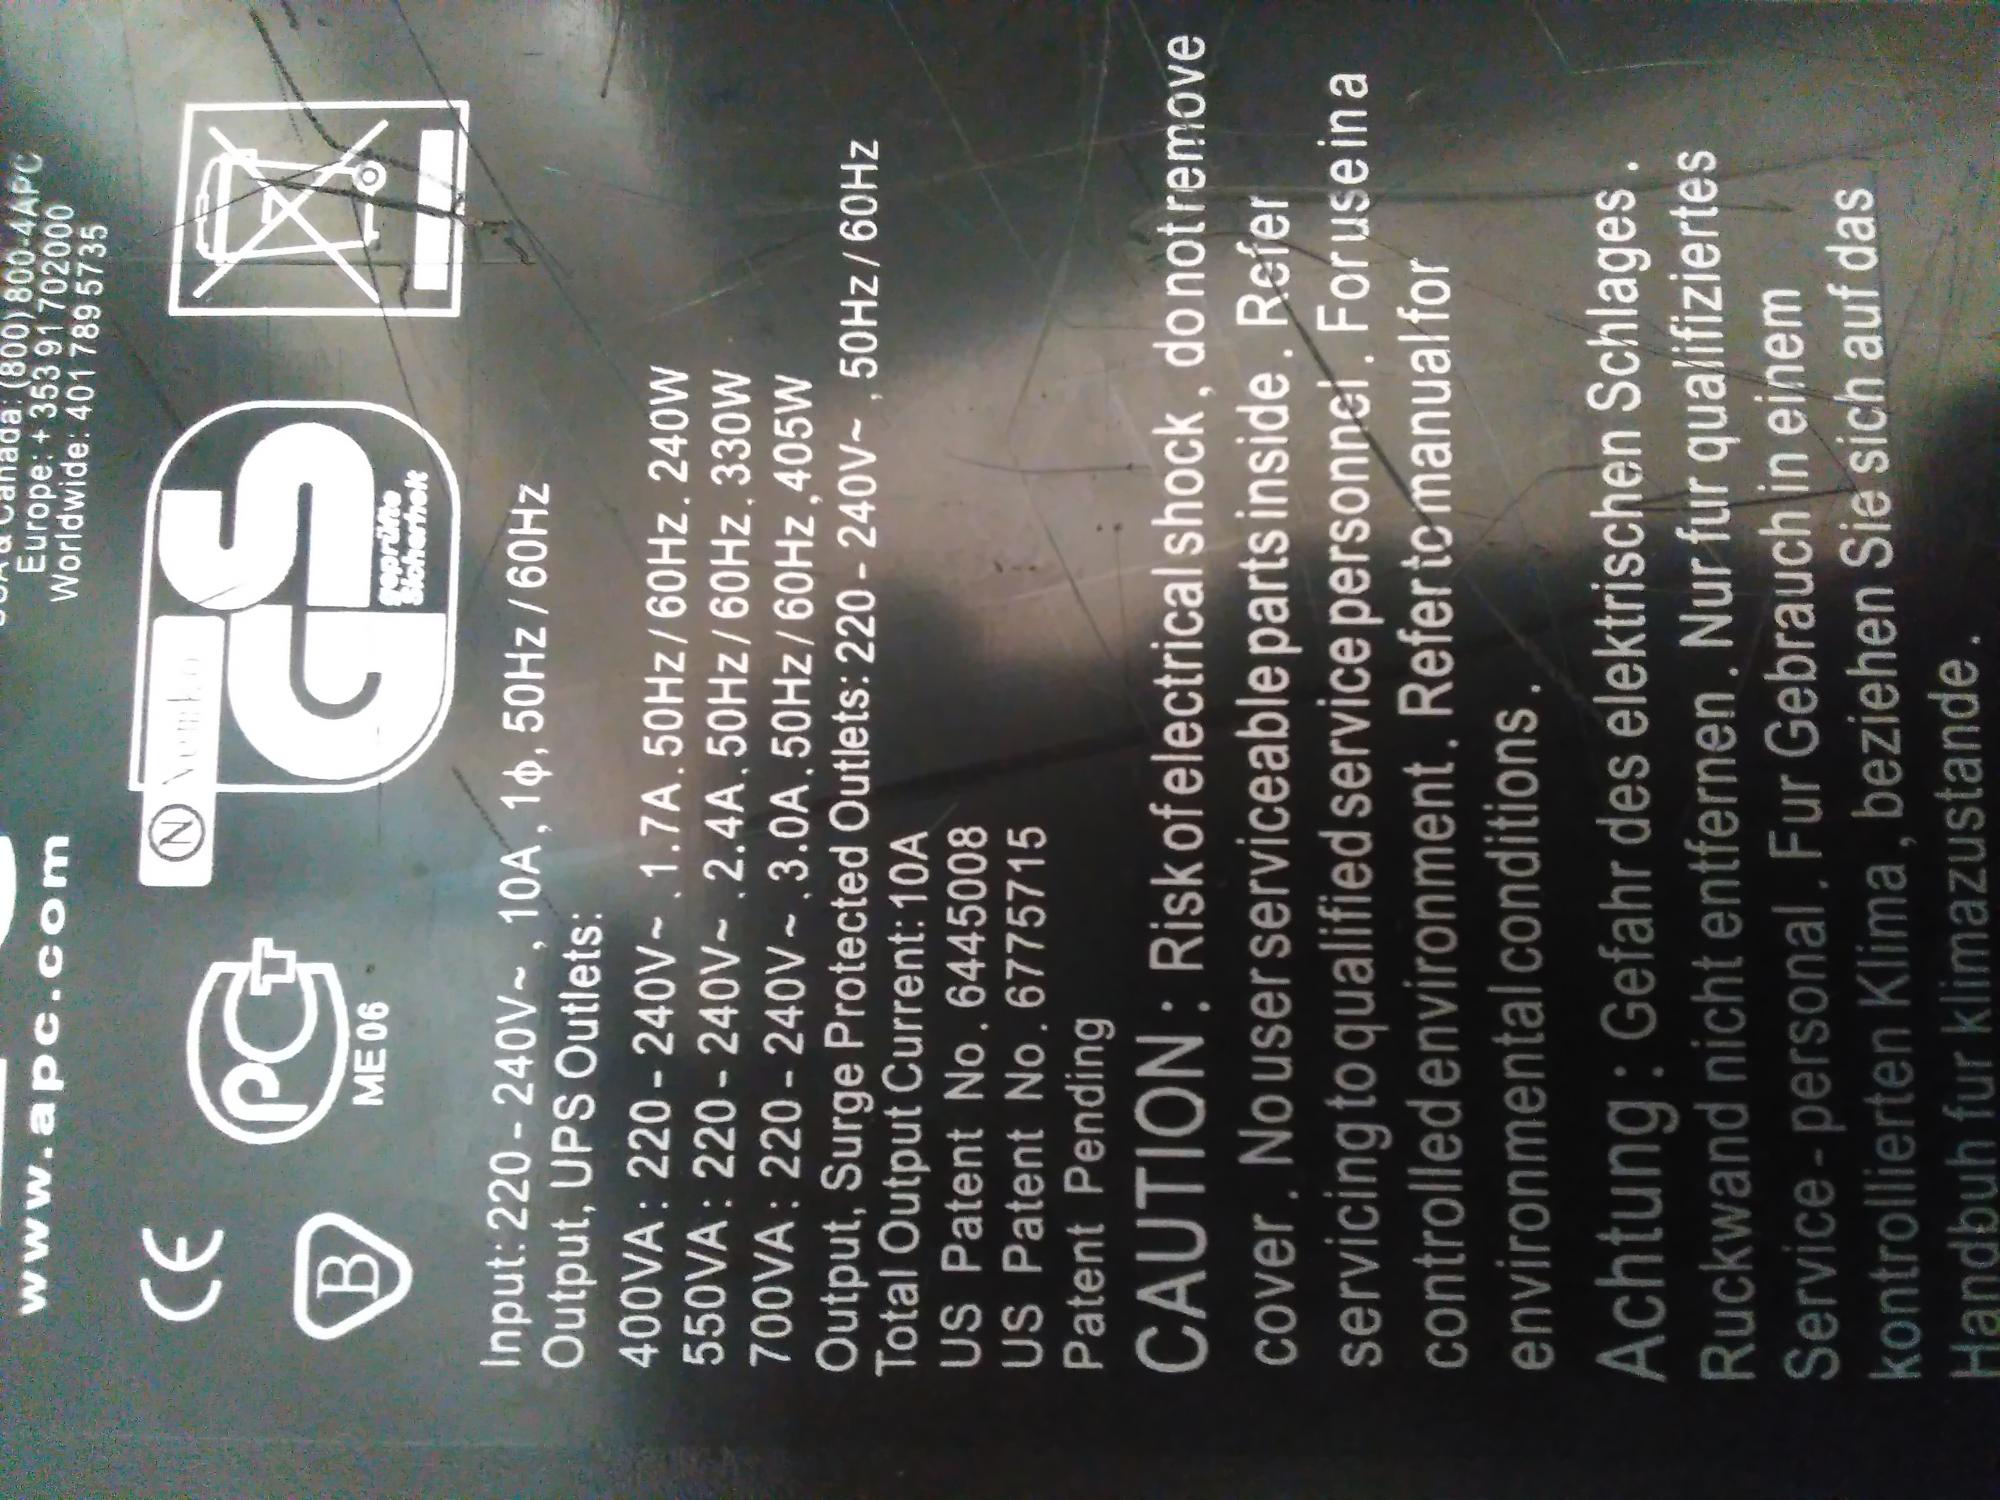 USA & Canada: (800) 800-4APC
Europe: + 353 91 702000
Worldwide: 401 789 5735
www.apc.com
CE
B
PCT
ME06
N Nemko
GS
geprüfte
Sicherheit
Input: 220 - 240V~ , 10A , 1ϕ , 50Hz / 60Hz
Output, UPS Outlets:
400VA : 220 - 240V~ . 1.7A . 50Hz / 60Hz . 240W
550VA : 220 - 240V~ . 2.4A . 50Hz / 60Hz . 330W
700VA : 220 - 240V~ . 3.0A . 50Hz / 60Hz , 405W
Output, Surge Protected Outlets: 220 - 240V~ , 50Hz / 60Hz
Total Output Current: 10A
US Patent No. 6445008
US Patent No. 6775715
Patent Pending
CAUTION : Risk of electrical shock , do not remove
cover . No user serviceable parts inside . Refer
servicing to qualified service personnel . For use in a
controlled environment . Refer to manual for
environmental conditions .
Achtung : Gefahr des elektrischen Schlages .
Ruckwand nicht entfernen . Nur fur qualifiziertes
Service - personal . Fur Gebrauch in einem
kontrollierten Klima , beziehen Sie sich auf das
Handbuh fur klimazustande .